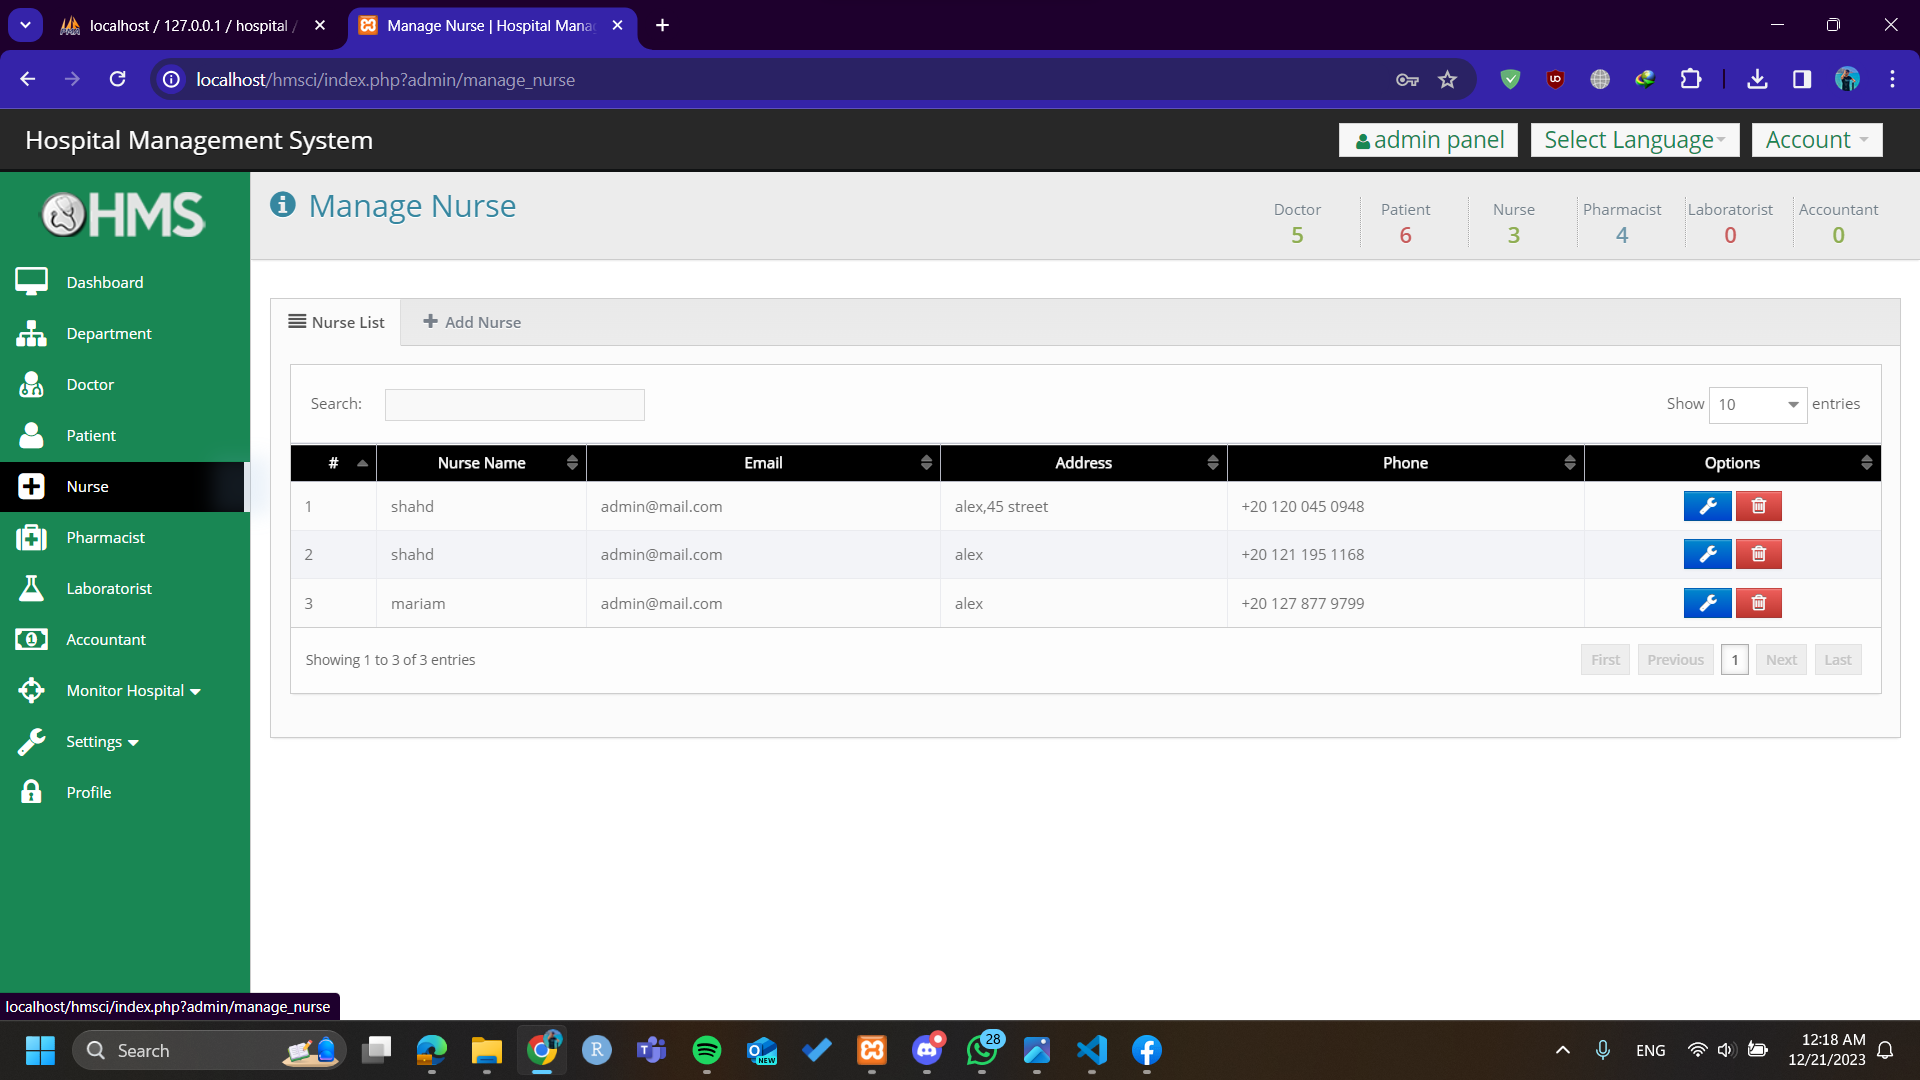 localhost / 127.0.0.1 / hospital /
Manage Nurse | Hospital Mana
localhost/hmsci/index.php?admin/manage_nurse
Hospital Management System
admin panel
Select Language
Account
HMS
Manage Nurse
Doctor
5
Patient
6
Nurse
3
Pharmacist
4
Laboratorist
0
Accountant
0
Dashboard
Department
Doctor
Patient
Nurse
Pharmacist
Laboratorist
Accountant
Monitor Hospital
Settings
Profile
Nurse List
Add Nurse
Search:
Show 10 entries
# Nurse Name Email Address Phone Options
1 shahd admin@mail.com alex,45 street +20 120 045 0948
2 shahd admin@mail.com alex +20 121 195 1168
3 mariam admin@mail.com alex +20 127 877 9799
Showing 1 to 3 of 3 entries
First Previous 1 Next Last
localhost/hmsci/index.php?admin/manage_nurse
Search
R
T
NEW
28
ENG
12:18 AM
12/21/2023